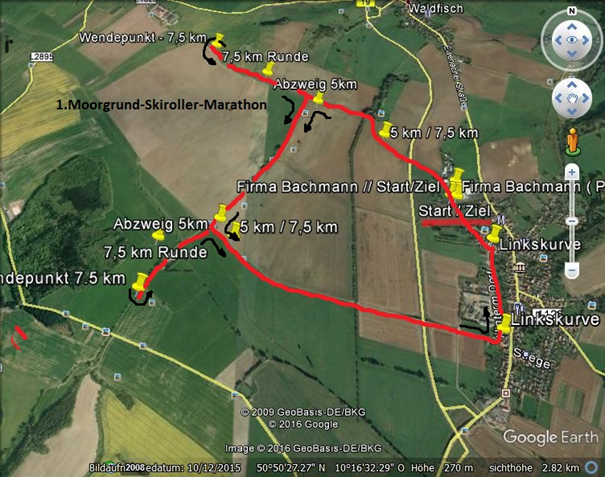 Waldfisch
N
Wendepunkt - 7,5 km
2895
7,5 km Runde
Abzweig 5km
1.Moorgrund-Skiroller-Marathon
5 km / 7,5 km
Firma Bachmann // Start/Ziel
Firma Bachmann ( P
Start / Ziel
Abzweig 5km
5 km / 7,5 km
Linkskurve
7,5 km Runde
ndepunkt 7.5 km
Linkskurve
© 2009 GeoBasis-DE/BKG
© 2016 Google
Google Earth
Image © 2016 GeoBasis-DE/BKG
2008
10/12/2015 50°50'27.27" N 10°16'32.29" O Höhe 270 m sichthöhe 2.82 km